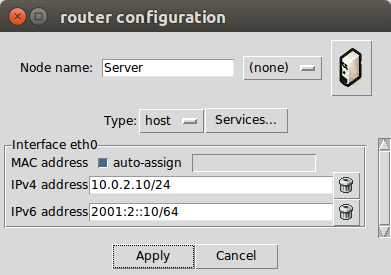 router configuration
Node name: Server (none)
Type: host Services...
Interface eth0
MAC address auto-assign
IPv4 address 10.0.2.10/24
IPv6 address 2001:2::10/64
Apply Cancel